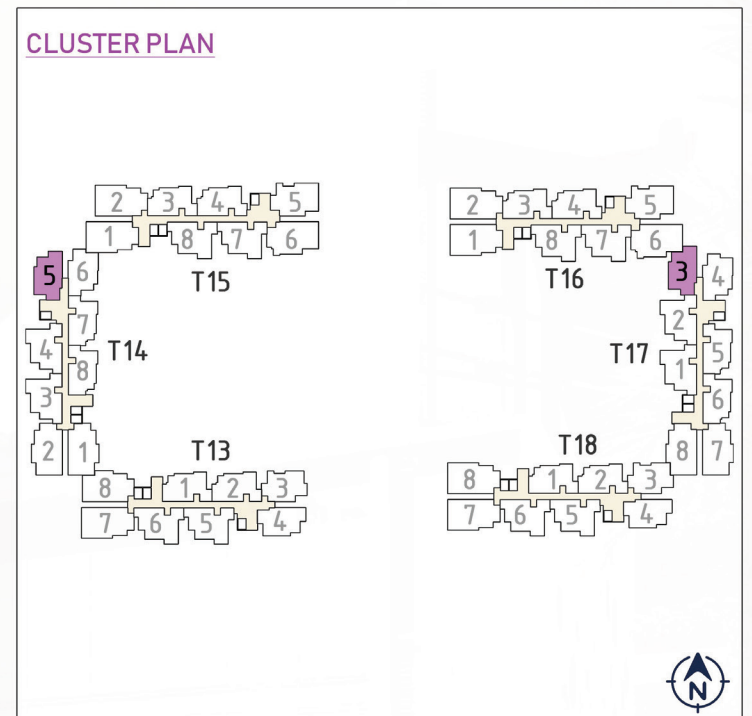 CLUSTER PLAN
2 3 4 5
1 8 7 6
T15
2 3 4 5
1 8 7 6
T16
5 6
7
4 8
3
2 1
T14
3 4
2
1 5
6
8 7
T17
T13
8 1 2 3
7 6 5 4
T18
8 1 2 3
7 6 5 4
N